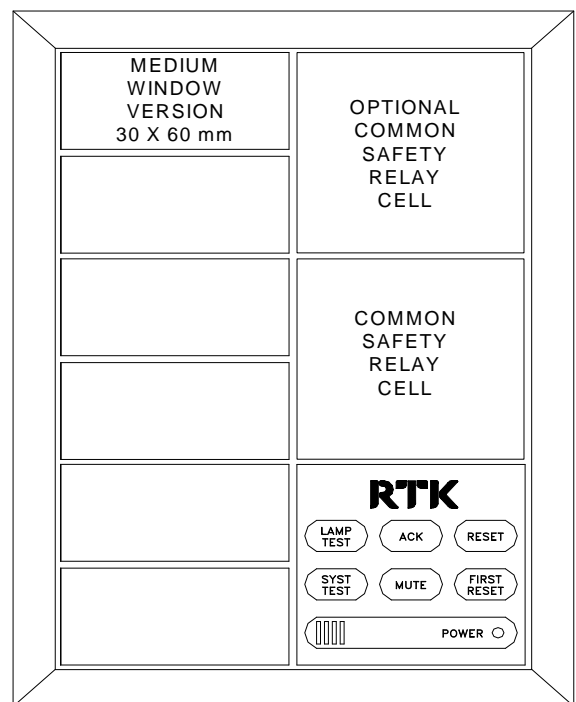 MEDIUM
WINDOW
VERSION
30 X 60 mm
OPTIONAL
COMMON
SAFETY
RELAY
CELL
COMMON
SAFETY
RELAY
CELL
RTK
LAMP
TEST
ACK
RESET
SYST
TEST
MUTE
FIRST
RESET
POWER